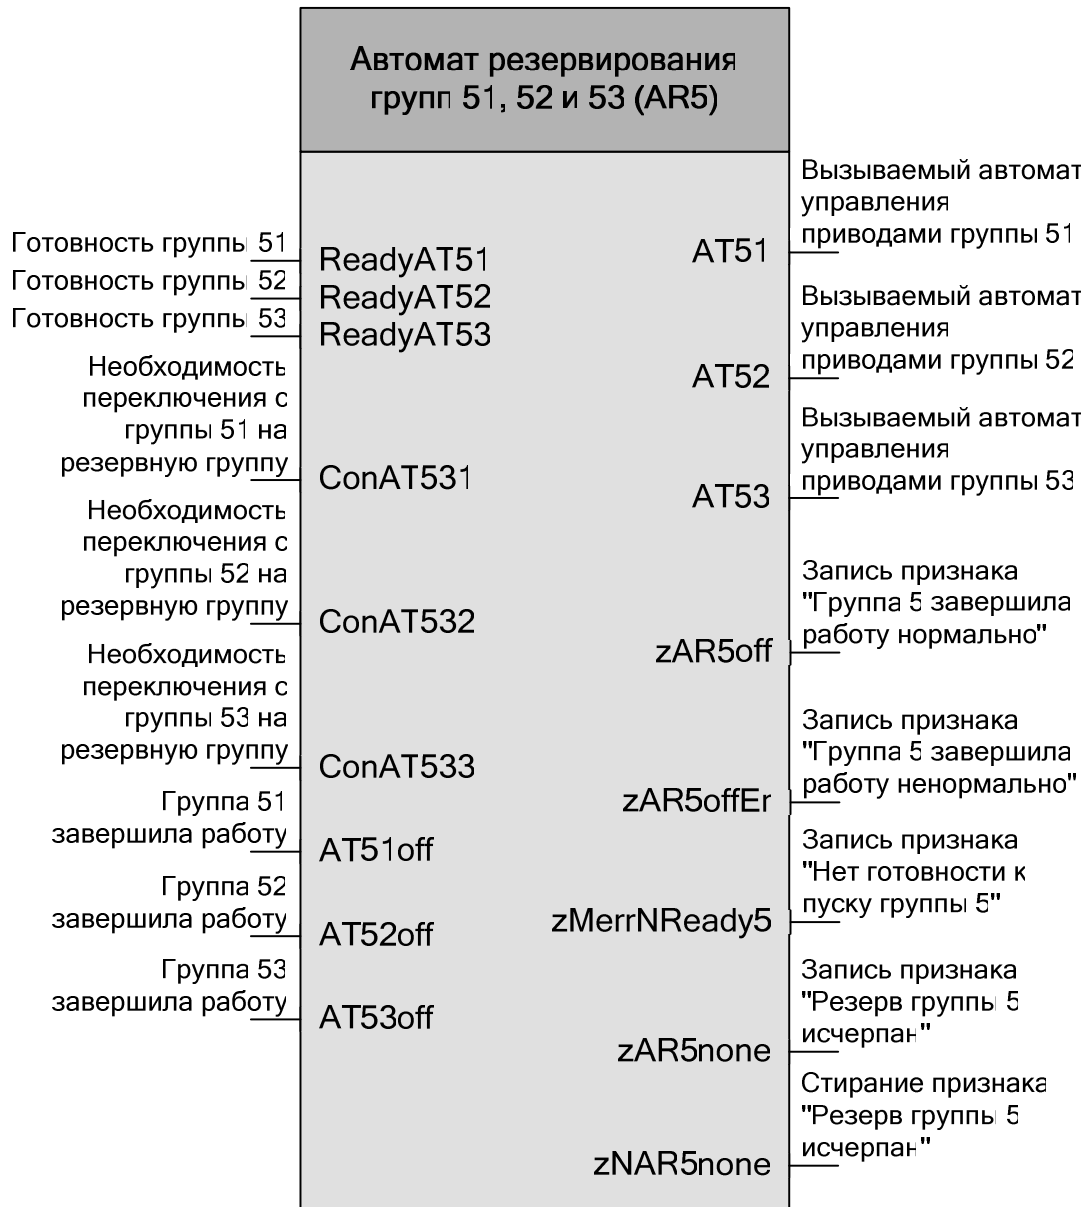 Автомат резервирования
групп 51, 52 и 53 (AR5)
Готовность группы 51
Готовность группы 52
Готовность группы 53
Необходимость
переключения с
группы 51 на
резервную группу
Необходимость
переключения с
группы 52 на
резервную группу
Необходимость
переключения с
группы 53 на
резервную группу
Группа 51
завершила работу
Группа 52
завершила работу
Группа 53
завершила работу
ReadyAT51
ReadyAT52
ReadyAT53
ConAT531
ConAT532
ConAT533
AT51off
AT52off
AT53off
AT51
AT52
AT53
zAR5off
zAR5offEr
zMerrNReady5
zAR5none
zNAR5none
Вызываемый автомат
управления
приводами группы 51
Вызываемый автомат
управления
приводами группы 52
Вызываемый автомат
управления
приводами группы 53
Запись признака
"Группа 5 завершила
работу нормально"
Запись признака
"Группа 5 завершила
работу ненормально"
Запись признака
"Нет готовности к
пуску группы 5"
Запись признака
"Резерв группы 5
исчерпан"
Стирание признака
"Резерв группы 5
исчерпан"